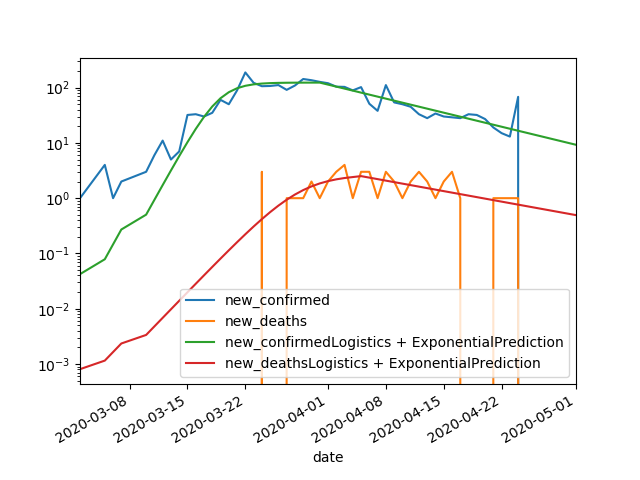 10²
10¹
10⁰
10⁻¹
10⁻²
10⁻³
new_confirmed
new_deaths
new_confirmedLogistics + ExponentialPrediction
new_deathsLogistics + ExponentialPrediction
2020-03-08
2020-03-15
2020-03-22
2020-04-01
2020-04-08
2020-04-15
2020-04-22
2020-05-01
date